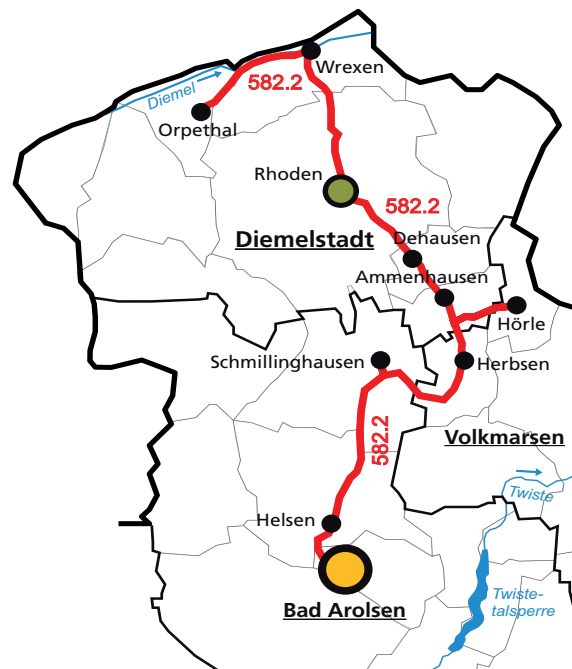 Wrexen
582.2
Diemel
Orpethal
Rhoden
582.2
Diemelstadt
Dehausen
Ammenhausen
Hörle
Schmillinghausen
Herbsen
582.2
Volkmarsen
Twiste
Helsen
Bad Arolsen
Twiste-
talsperre